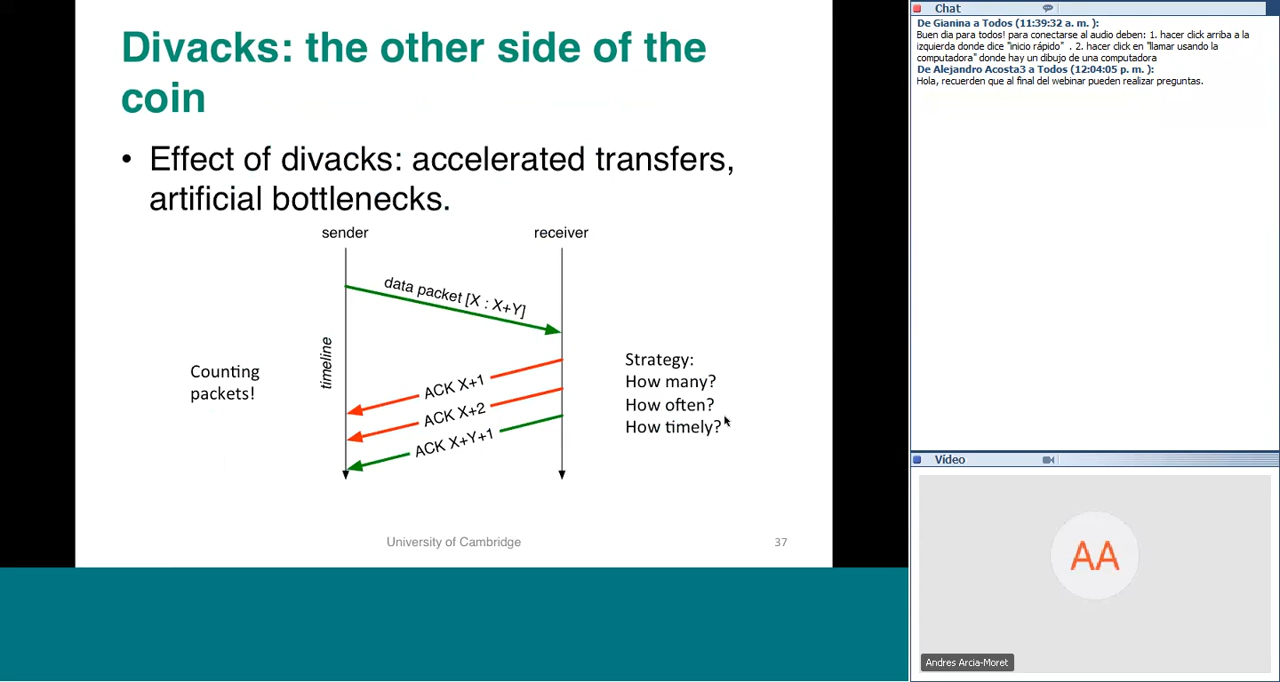 Divacks: the other side of the
coin
• Effect of divacks: accelerated transfers,
artificial bottlenecks.
sender
receiver
data packet [X : X+Y]
timeline
Counting
packets!
ACK X+1
ACK X+2
ACK X+Y+1
Strategy:
How many?
How often?
How timely?
University of Cambridge
37
Chat
De Gianina a Todos (11:39:32 a. m. ):
Buen dia para todos! para conectarse al audio deben: 1. hacer click arriba a la
izquierda donde dice "inicio rápido" . 2. hacer click en "llamar usando la
computadora" donde hay un dibujo de una computadora
De Alejandro Acosta3 a Todos (12:04:05 p. m. ):
Hola, recuerden que al final del webinar pueden realizar preguntas.
Vídeo
AA
Andres Arcia-Moret